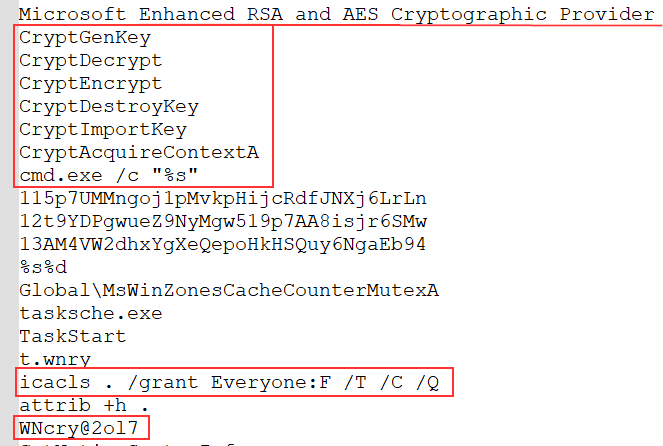 Microsoft Enhanced RSA and AES Cryptographic Provider
CryptGenKey
CryptDecrypt
CryptEncrypt
CryptDestroyKey
CryptImportKey
CryptAcquireContextA
cmd.exe /c "%s"
115p7UMMngoj1pMvkpHijcRdfJNXj6LrLn
12t9YDPgwueZ9NyMgw519p7AA8isjr6SMw
13AM4VW2dhxYgXeQepoHkHSQuy6NgaEb94
%s%d
Global\MsWinZonesCacheCounterMutexA
tasksche.exe
TaskStart
t.wnry
icacls . /grant Everyone:F /T /C /Q
attrib +h .
WNcry@2ol7